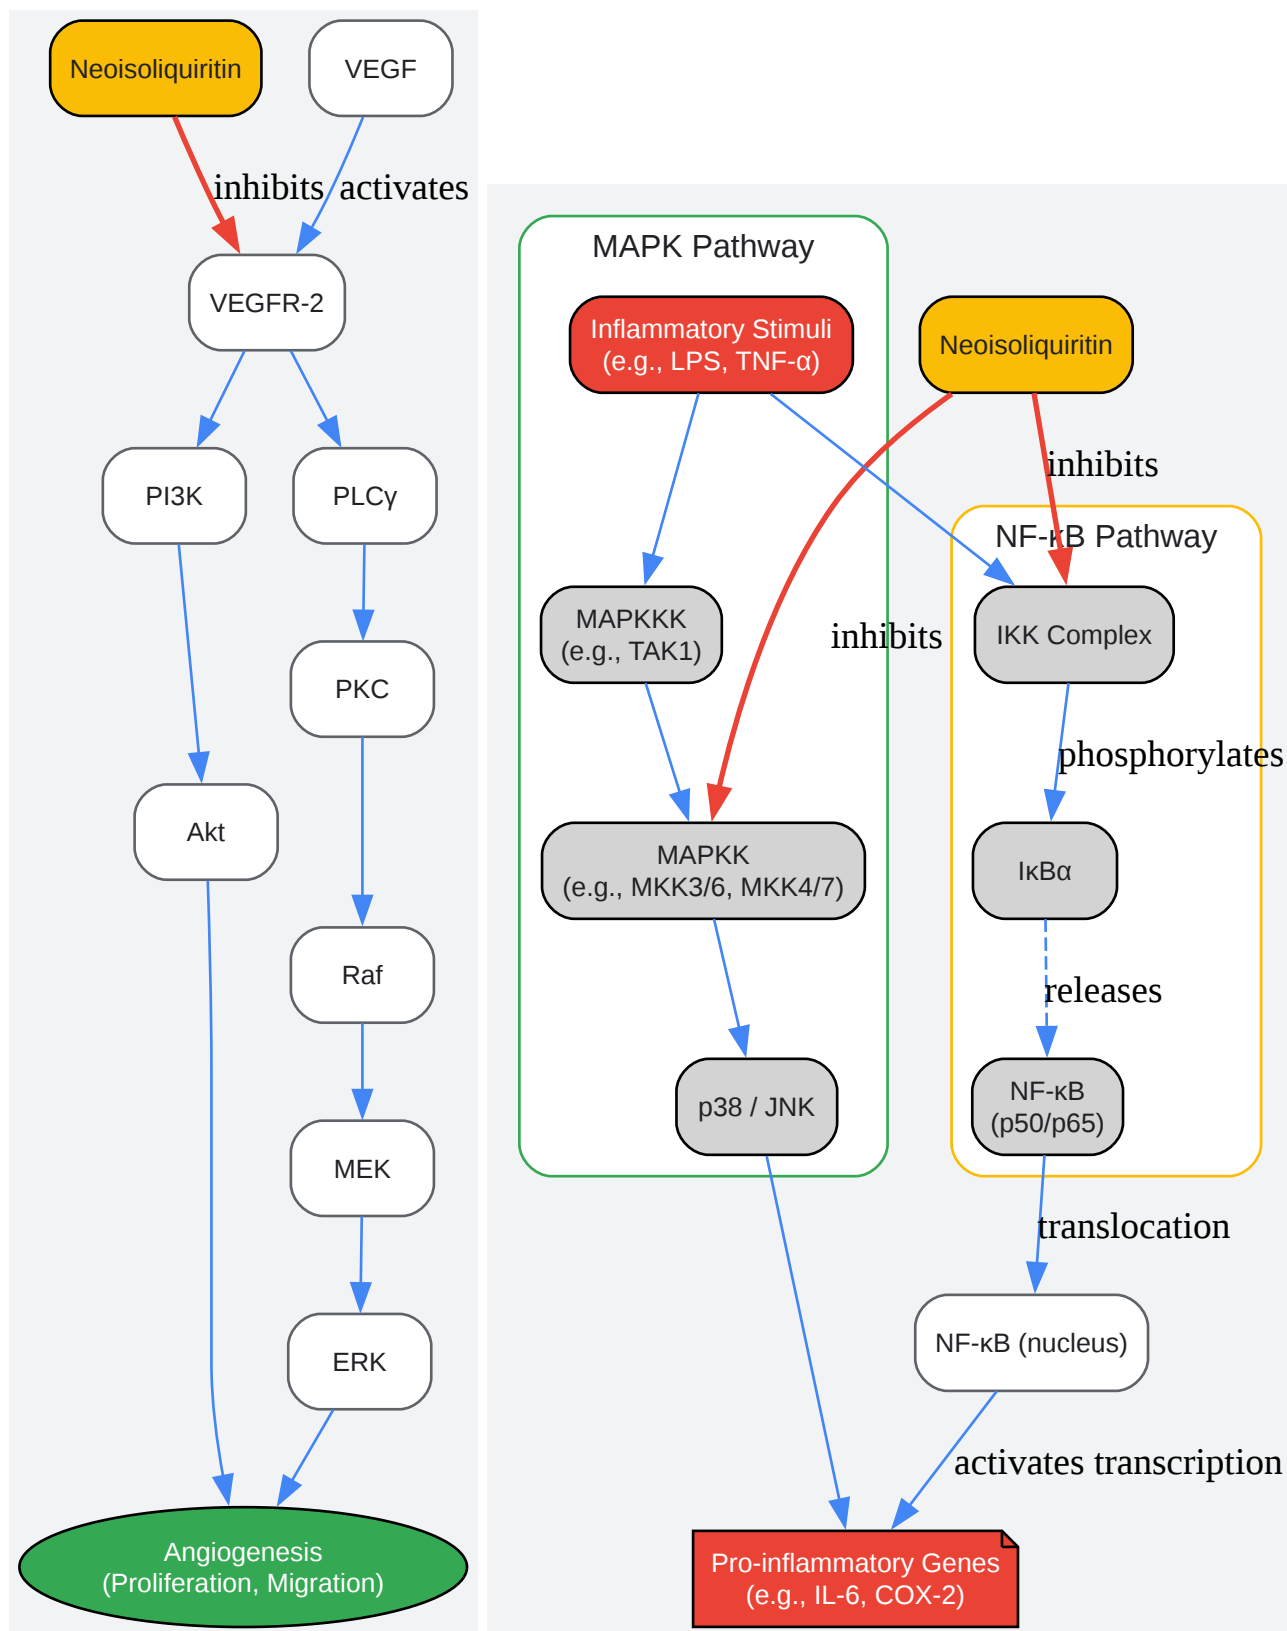 Neoisoliquiritin
VEGF
inhibits
activates
VEGFR-2
PI3K
PLCγ
PKC
Akt
Raf
MEK
ERK
Angiogenesis
(Proliferation, Migration)
MAPK Pathway
Inflammatory Stimuli
(e.g., LPS, TNF-α)
Neoisoliquiritin
inhibits
NF-κB Pathway
MAPKKK
(e.g., TAK1)
inhibits
IKK Complex
phosphorylates
MAPKK
(e.g., MKK3/6, MKK4/7)
IκBα
releases
p38 / JNK
NF-κB
(p50/p65)
translocation
NF-κB (nucleus)
activates transcription
Pro-inflammatory Genes
(e.g., IL-6, COX-2)